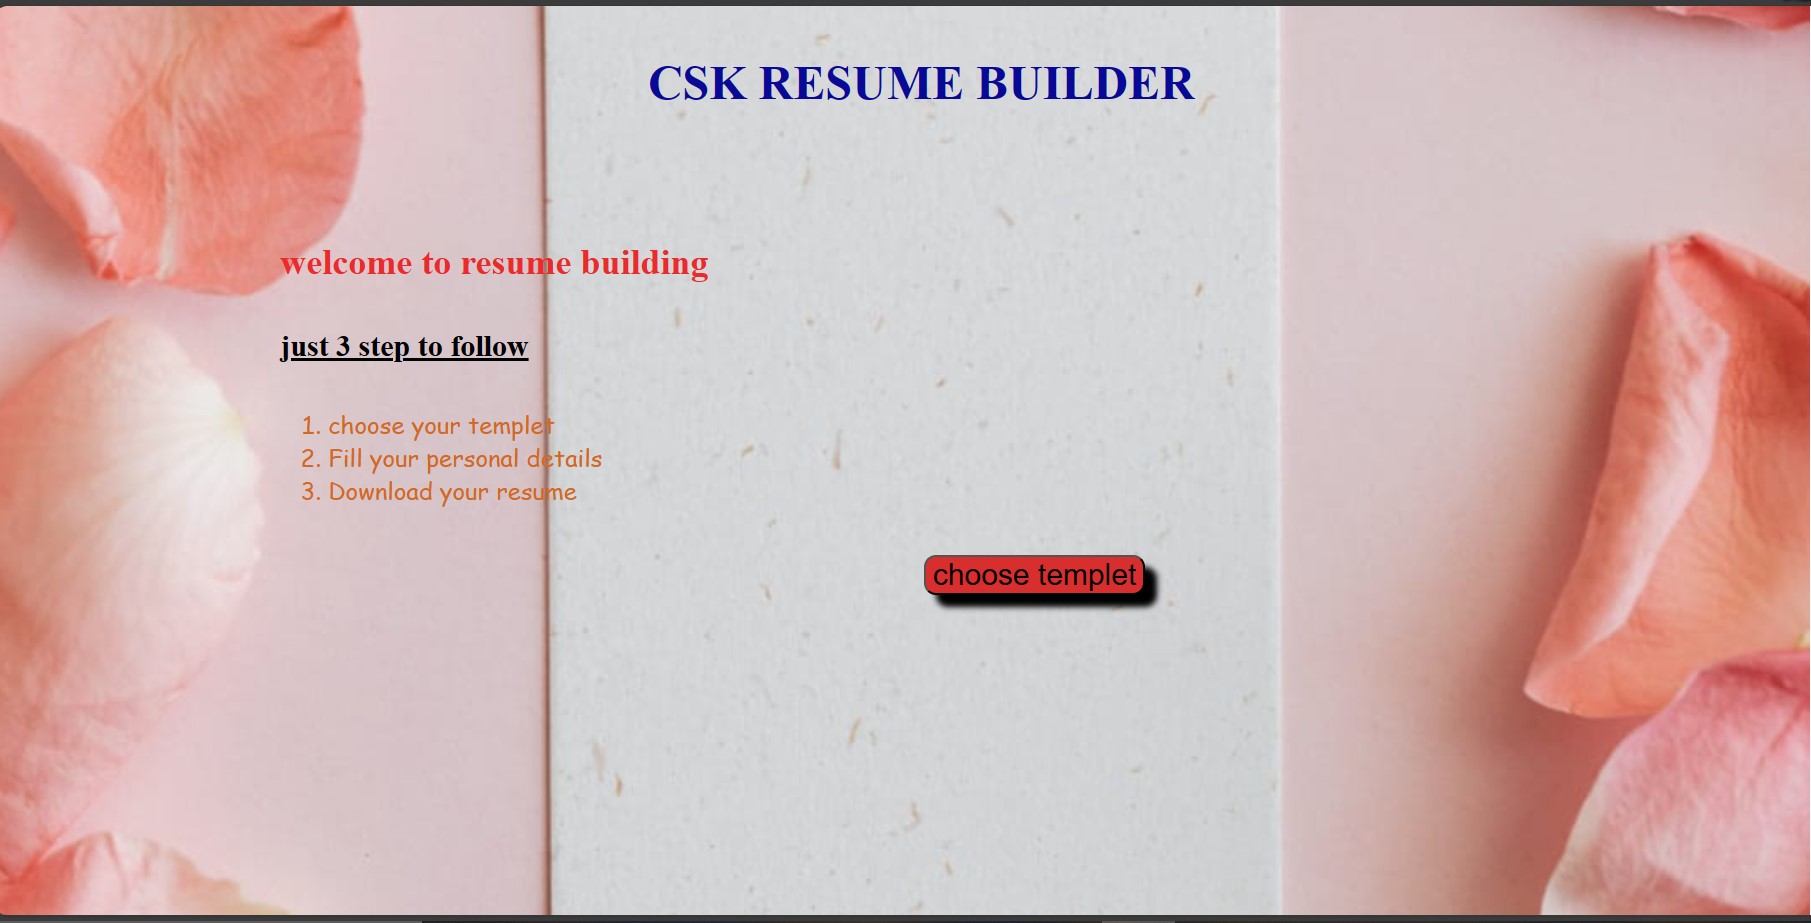 CSK RESUME BUILDER
welcome to resume building
just 3 step to follow
1. choose your templet
2. Fill your personal details
3. Download your resume
choose templet